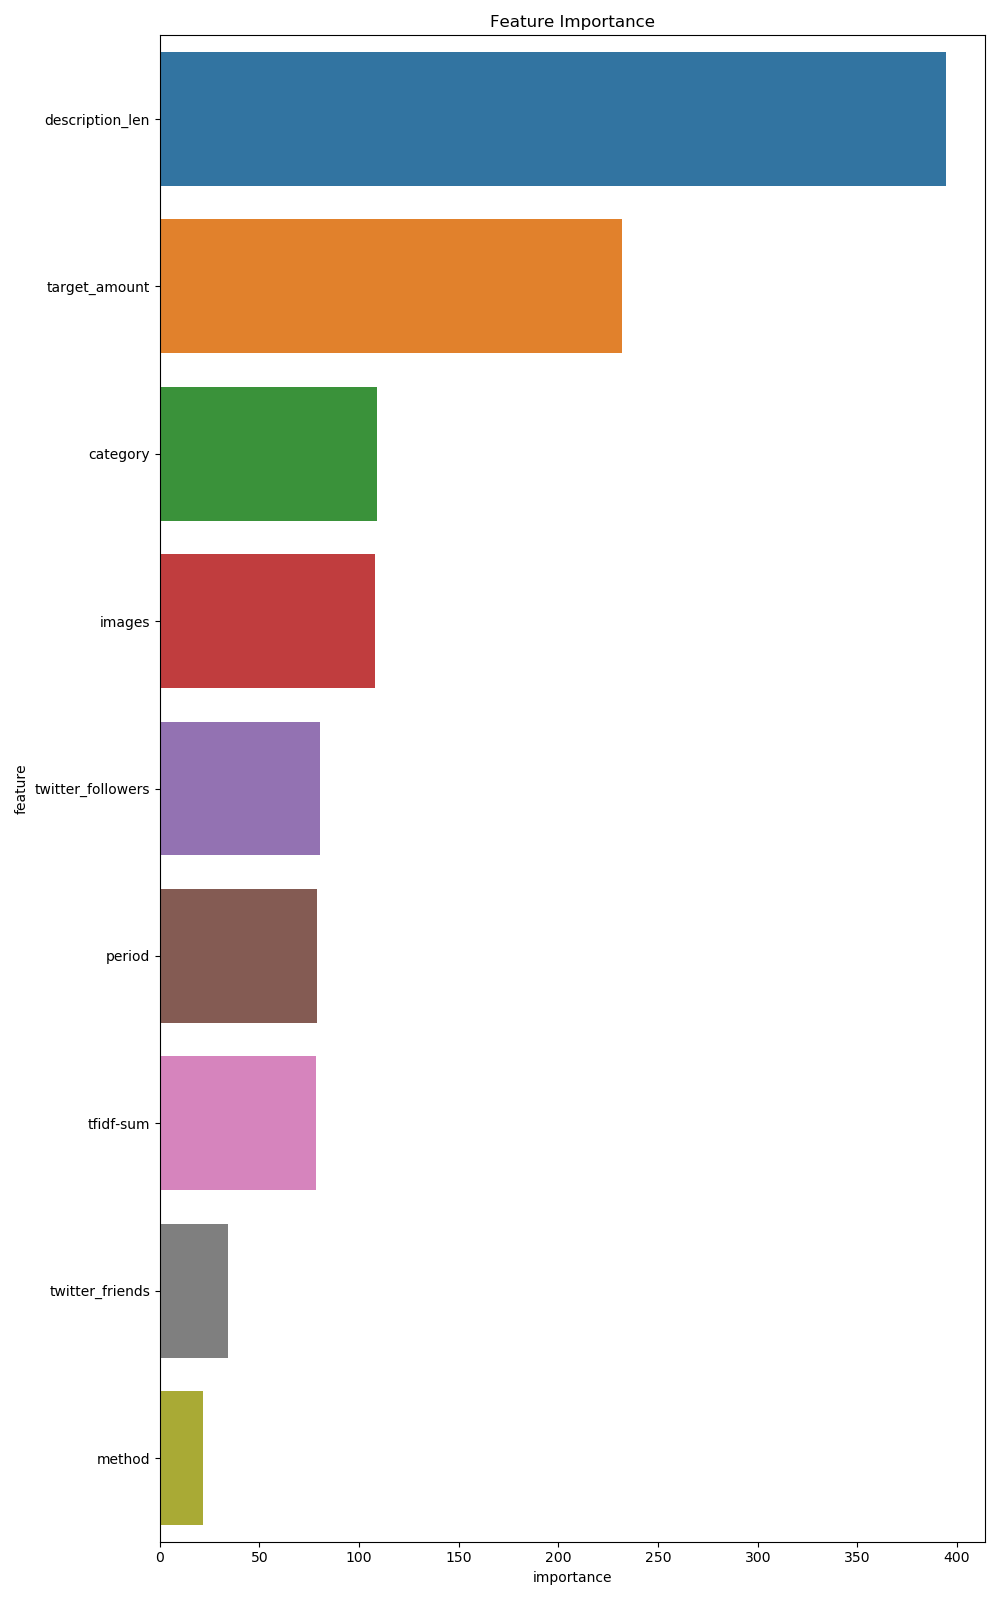 Feature Importance
description_len
target_amount
category
images
twitter_followers
period
tfidf-sum
twitter_friends
method
feature
0 50 100 150 200 250 300 350 400
importance